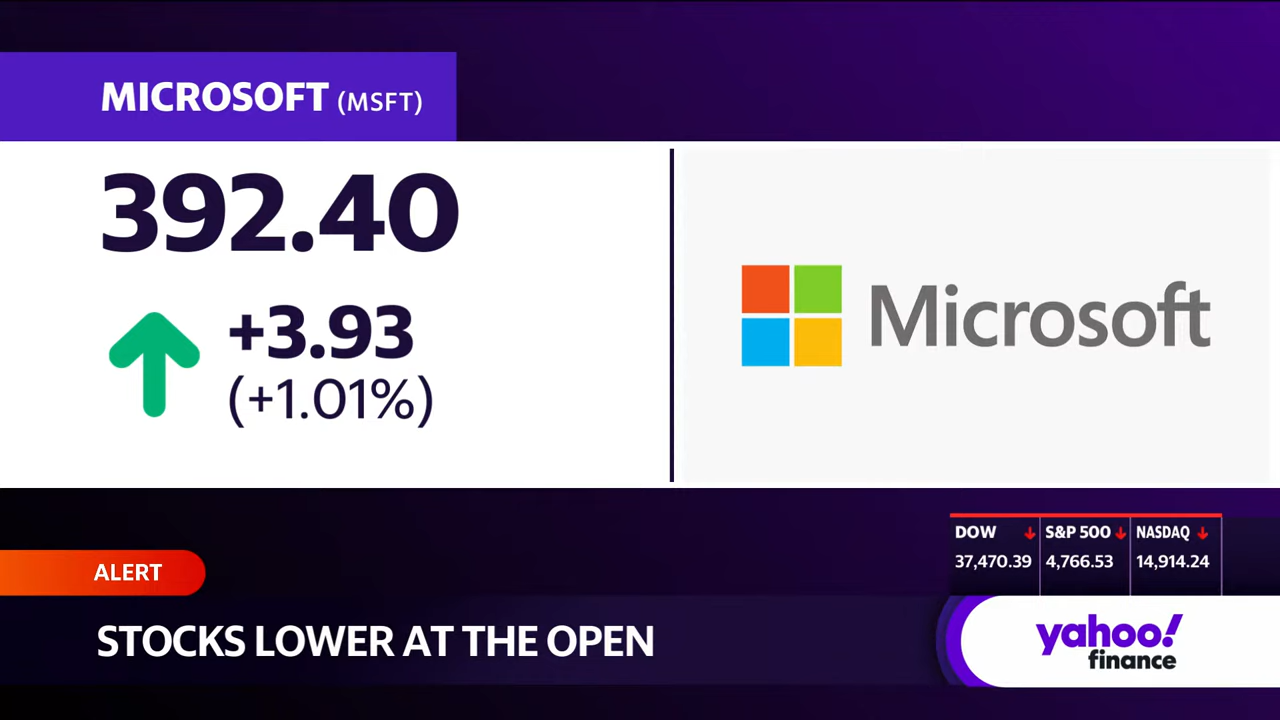 MICROSOFT (MSFT)
392.40
+3.93
(+1.01%)
Microsoft
DOW S&P 500 NASDAQ
37,470.39 4,766.53 14,914.24
ALERT
STOCKS LOWER AT THE OPEN
yahoo!
finance